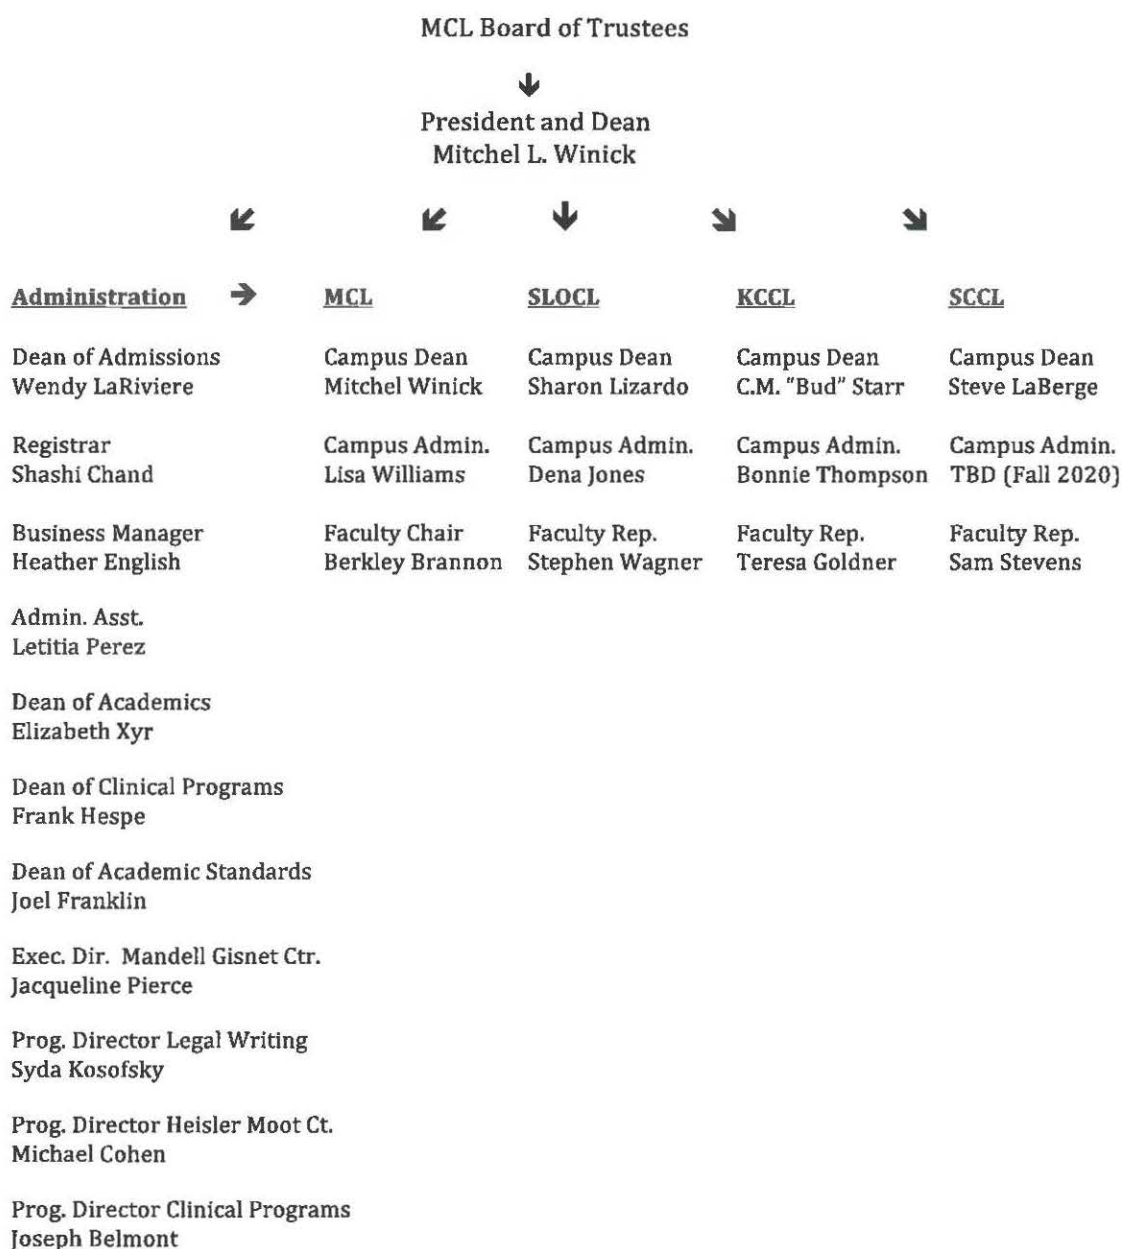 MCL Board of Trustees
President and Dean
Mitchel L. Winick
Administration MCL SLOCL KCCL SCCL
Dean of Admissions Campus Dean Campus Dean Campus Dean Campus Dean
Wendy LaRiviere Mitchel Winick Sharon Lizardo C.M. "Bud" Starr Steve LaBerge
Registrar Campus Admin. Campus Admin. Campus Admin. Campus Admin.
Shashi Chand Lisa Williams Dena Jones Bonnie Thompson TBD (Fall 2020)
Business Manager Faculty Chair Faculty Rep. Faculty Rep. Faculty Rep.
Heather English Berkley Brannon Stephen Wagner Teresa Goldner Sam Stevens
Admin. Asst.
Letitia Perez
Dean of Academics
Elizabeth Xyr
Dean of Clinical Programs
Frank Hespe
Dean of Academic Standards
Joel Franklin
Exec. Dir. Mandell Gisnet Ctr.
Jacqueline Pierce
Prog. Director Legal Writing
Syda Kosofsky
Prog. Director Heisler Moot Ct.
Michael Cohen
Prog. Director Clinical Programs
Joseph Belmont